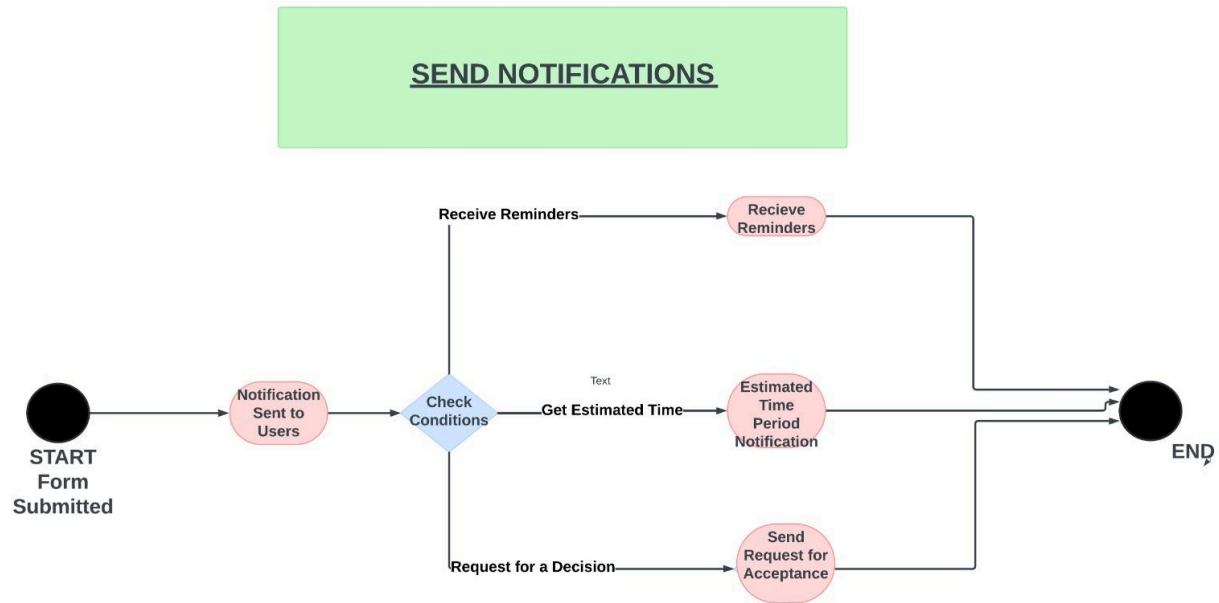 SEND NOTIFICATIONS
Receive Reminders
Recieve
Reminders
Text
Notification
Sent to
Users
Check
Conditions
Get Estimated Time
Estimated
Time
Period
Notification
START
Form
Submitted
END
Request for a Decision
Send
Request for
Acceptance